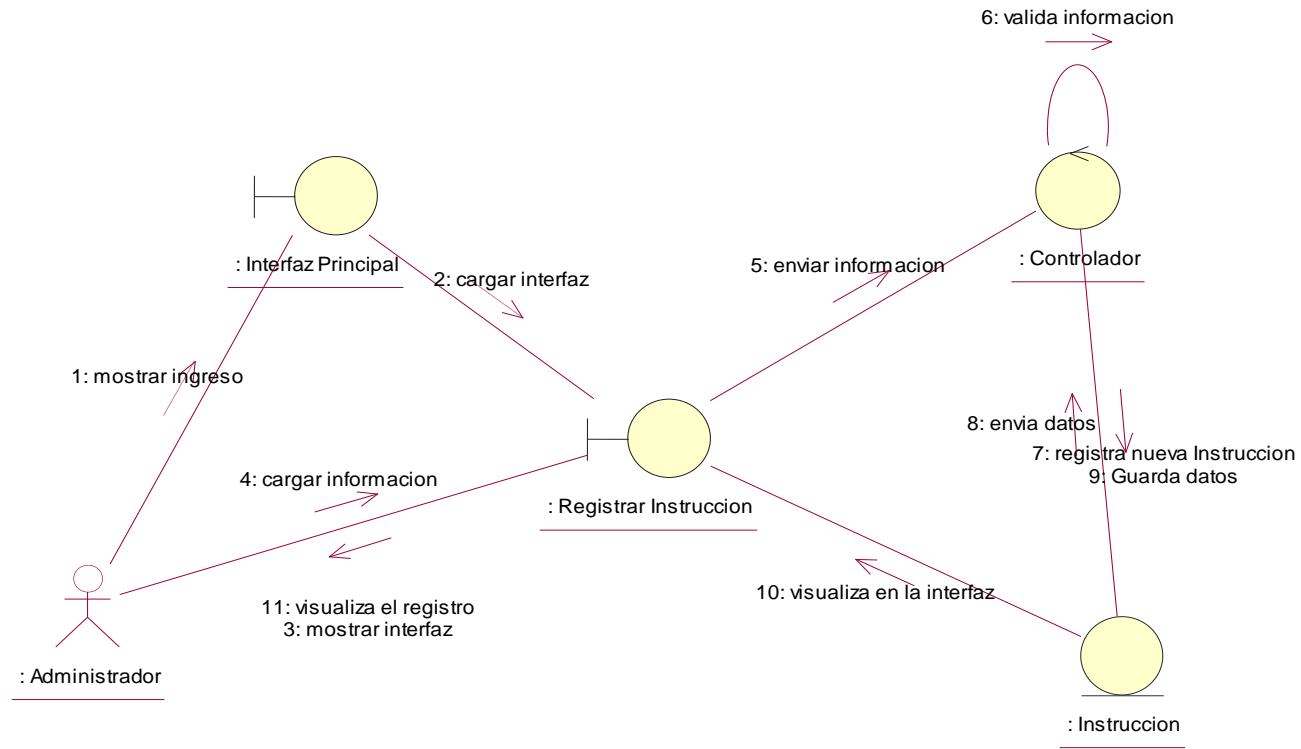 6: valida informacion
: Interfaz Principal
: Controlador
2: cargar interfaz
5: enviar informacion
1: mostrar ingreso
8: envia datos
7: registra nueva Instruccion
9: Guarda datos
4: cargar informacion
: Registrar Instruccion
11: visualiza el registro
3: mostrar interfaz
10: visualiza en la interfaz
: Administrador
: Instruccion